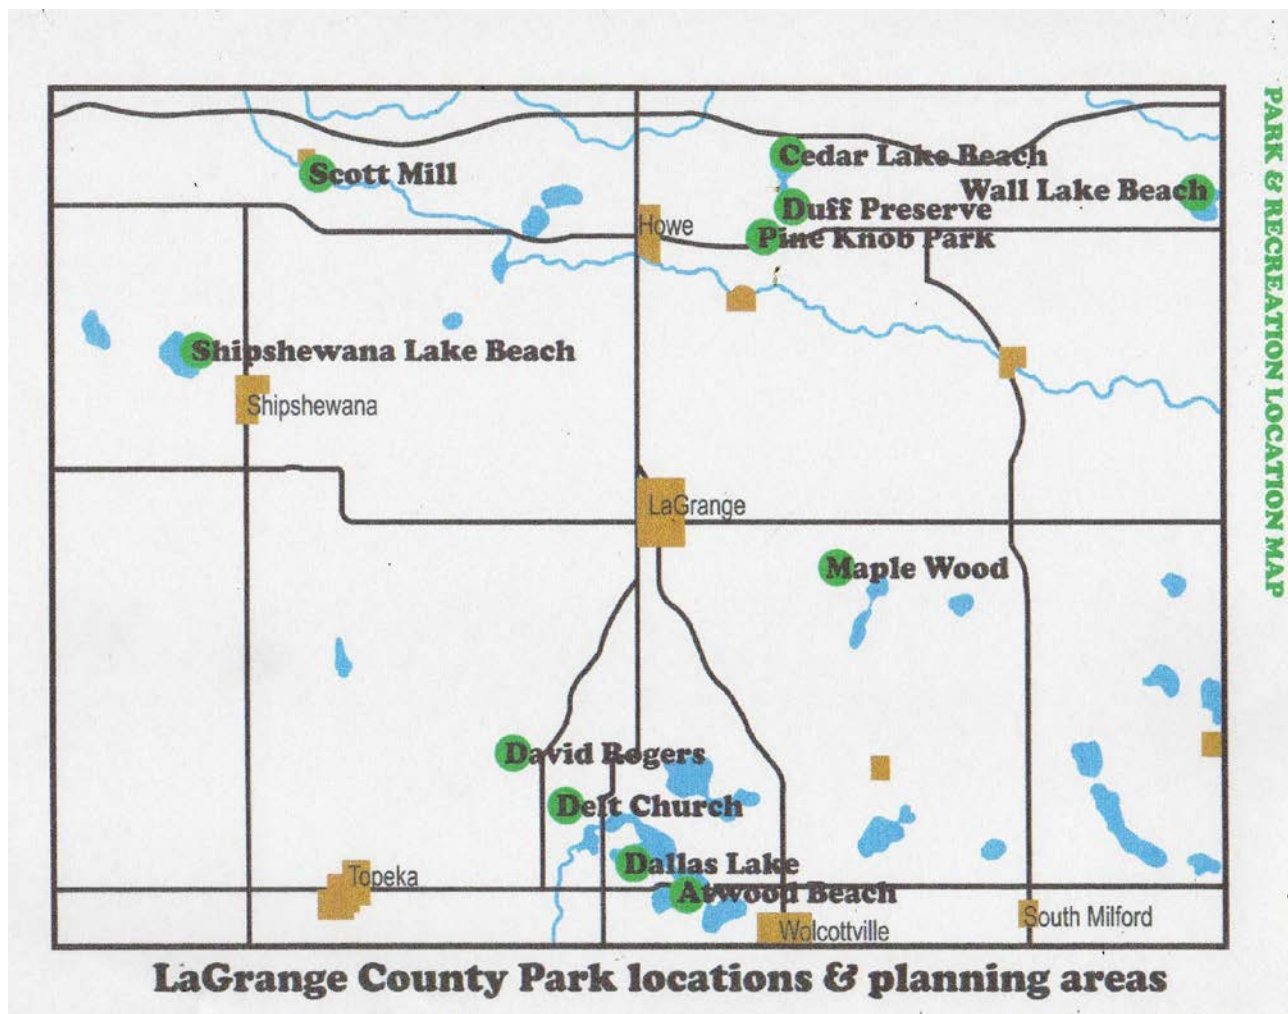 Cedar Lake Beach
Scott Mill
Wall Lake Beach
Duff Preserve
Howe
Pine Knob Park
Shipshewana Lake Beach
Shipshewana
LaGrange
Maple Wood
David Rogers
Delt Church
Dallas Lake
Topeka
Atwood Beach
South Milford
Wolcottville
LaGrange County Park locations & planning areas
PARK & RECREATION LOCATION MAP